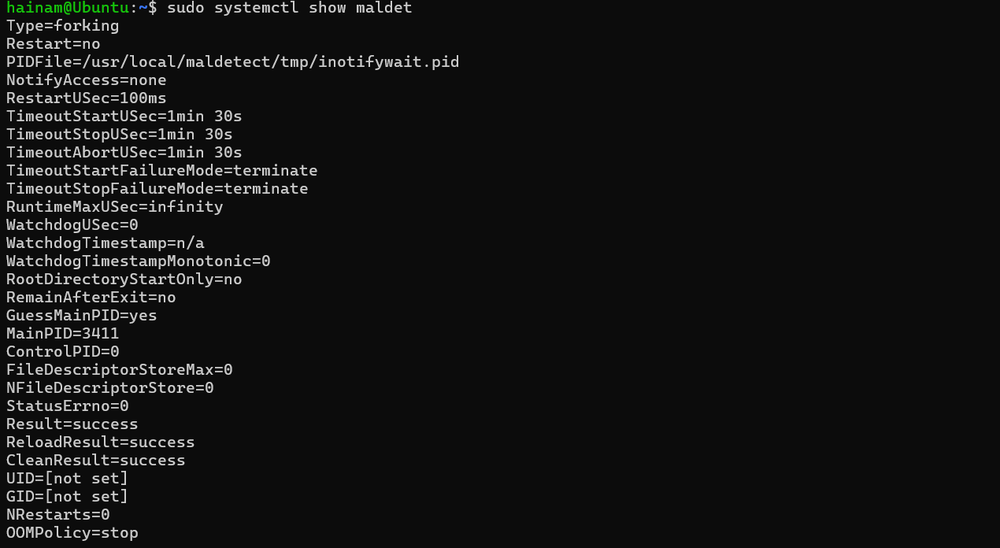 hainam@Ubuntu:~$ sudo systemctl show maldet
Type=forking
Restart=no
PIDFile=/usr/local/maldetect/tmp/inotifywait.pid
NotifyAccess=none
RestartUSec=100ms
TimeoutStartUSec=1min 30s
TimeoutStopUSec=1min 30s
TimeoutAbortUSec=1min 30s
TimeoutStartFailureMode=terminate
TimeoutStopFailureMode=terminate
RuntimeMaxUSec=infinity
WatchdogUSec=0
WatchdogTimestamp=n/a
WatchdogTimestampMonotonic=0
RootDirectoryStartOnly=no
RemainAfterExit=no
GuessMainPID=yes
MainPID=3411
ControlPID=0
FileDescriptorStoreMax=0
NFileDescriptorStore=0
StatusErrno=0
Result=success
ReloadResult=success
CleanResult=success
UID=[not set]
GID=[not set]
NRestarts=0
OOMPolicy=stop